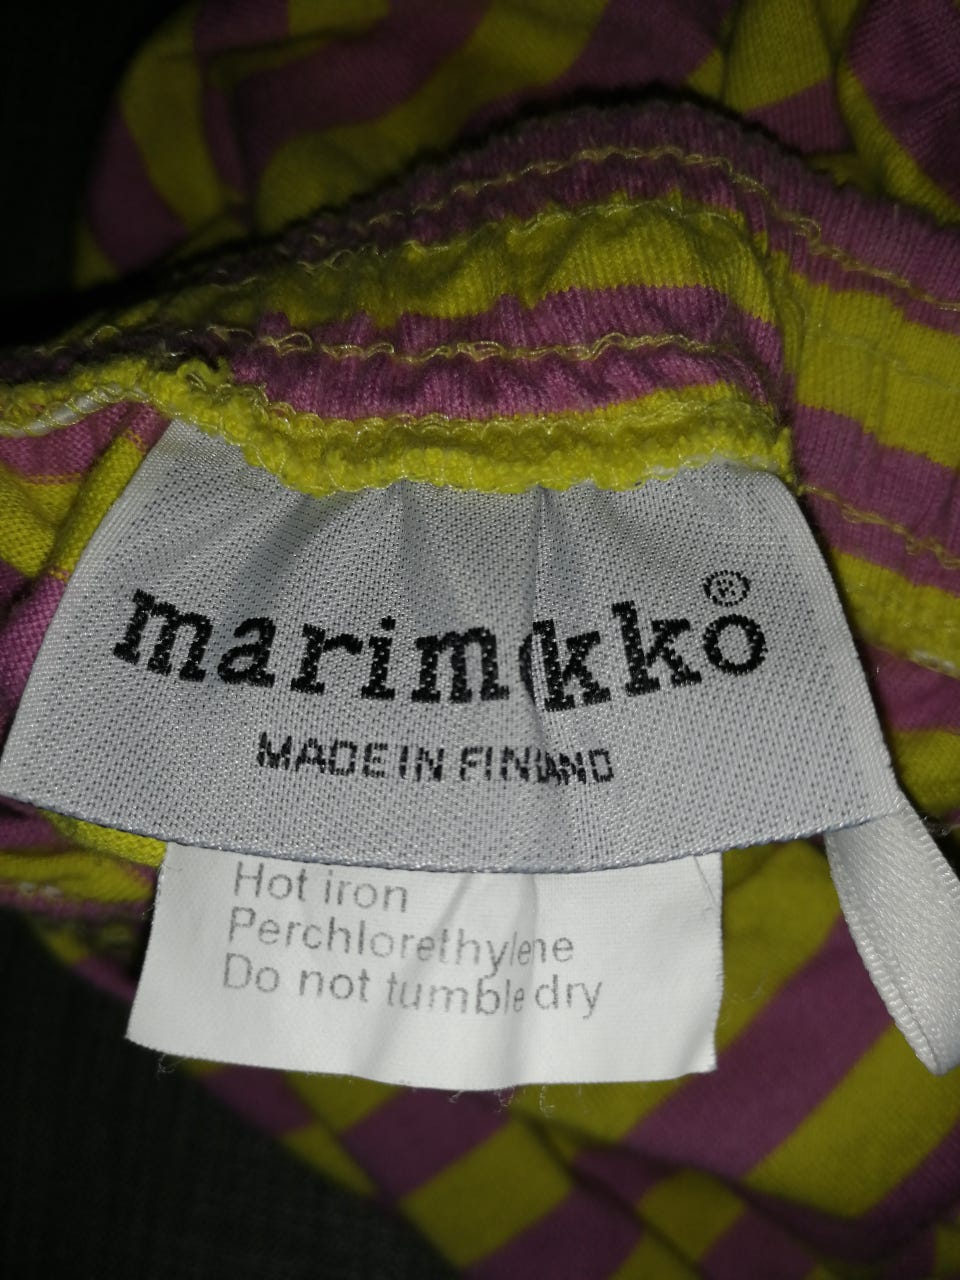 marimekko®
MADE IN FINLAND
Hot iron
Perchlorethylene
Do not tumble dry